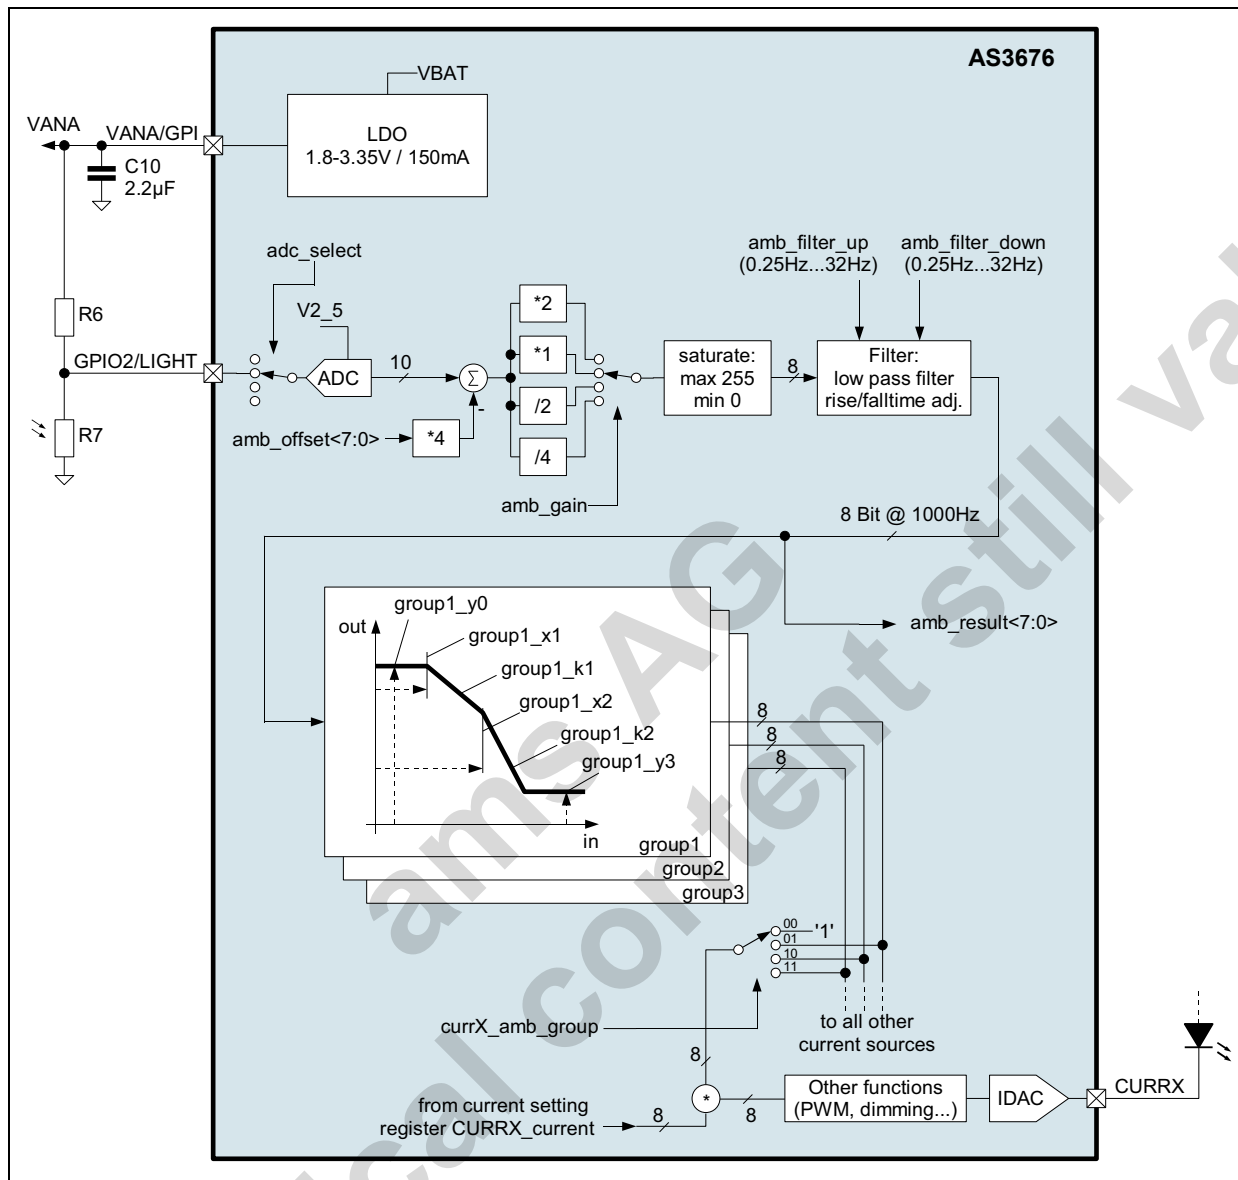 AS3676
VBAT
VANA
VANA/GPI
LDO
1.8-3.35V / 150mA
C10
2.2µF
adc_select
amb_filter_up
(0.25Hz...32Hz)
amb_filter_down
(0.25Hz...32Hz)
V2_5
R6
*2
GPIO2/LIGHT
ADC
10
Σ
*1
saturate:
max 255
min 0
8
Filter:
low pass filter
rise/falltime adj.
-
/2
R7
amb_offset<7:0>
*4
/4
amb_gain
8 Bit @ 1000Hz
group1_y0
out
group1_x1
amb_result<7:0>
group1_k1
group1_x2
8
group1_k2
8
group1_y3
8
in
group1
group2
group3
00
'1'
01
10
11
currX_amb_group
to all other
current sources
8
Other functions
(PWM, dimming...)
IDAC
CURRX
from current setting
register CURRX_current
8
*
8
ams AG
ical content still val